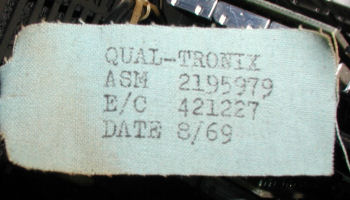 QUAL-TRONIX
ASM 2195979
E/C 421227
DATE 8/69